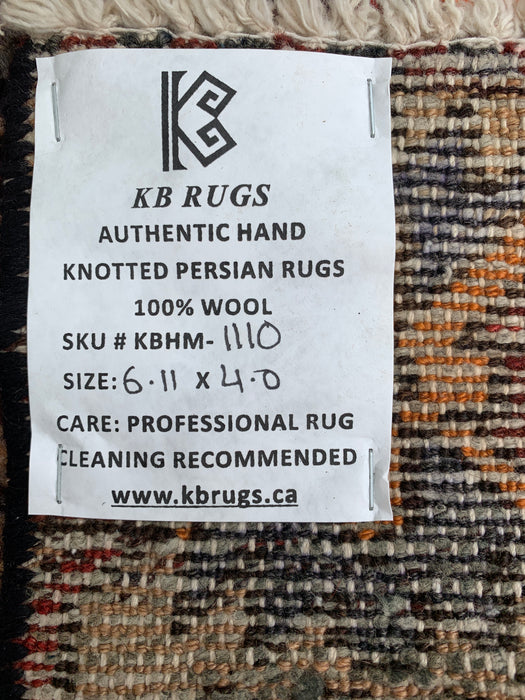 KB RUGS
AUTHENTIC HAND
KNOTTED PERSIAN RUGS
100% WOOL
SKU # KBHM-1110
SIZE: 6.11 x 4.0
CARE: PROFESSIONAL RUG
CLEANING RECOMMENDED
www.kbrugs.ca